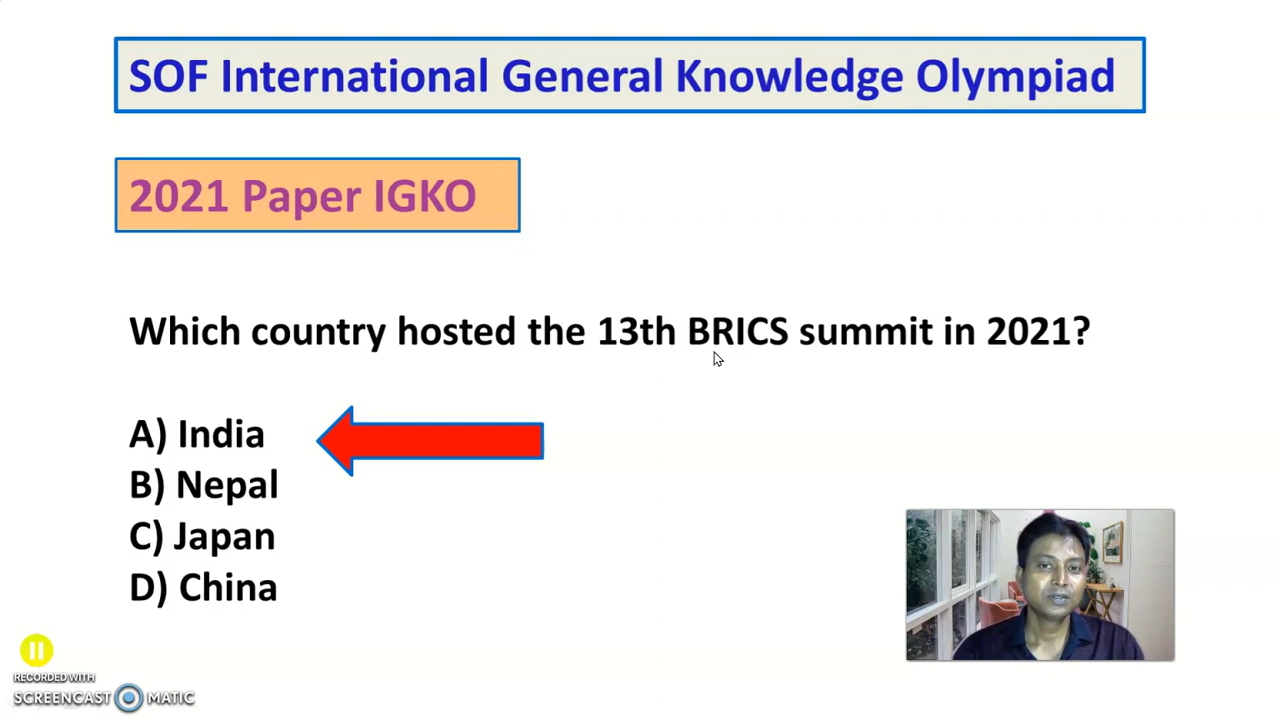 SOF International General Knowledge Olympiad
2021 Paper IGKO
Which country hosted the 13th BRICS summit in 2021?
A) India
B) Nepal
C) Japan
D) China
RECORDED WITH
SCREENCAST MATIC